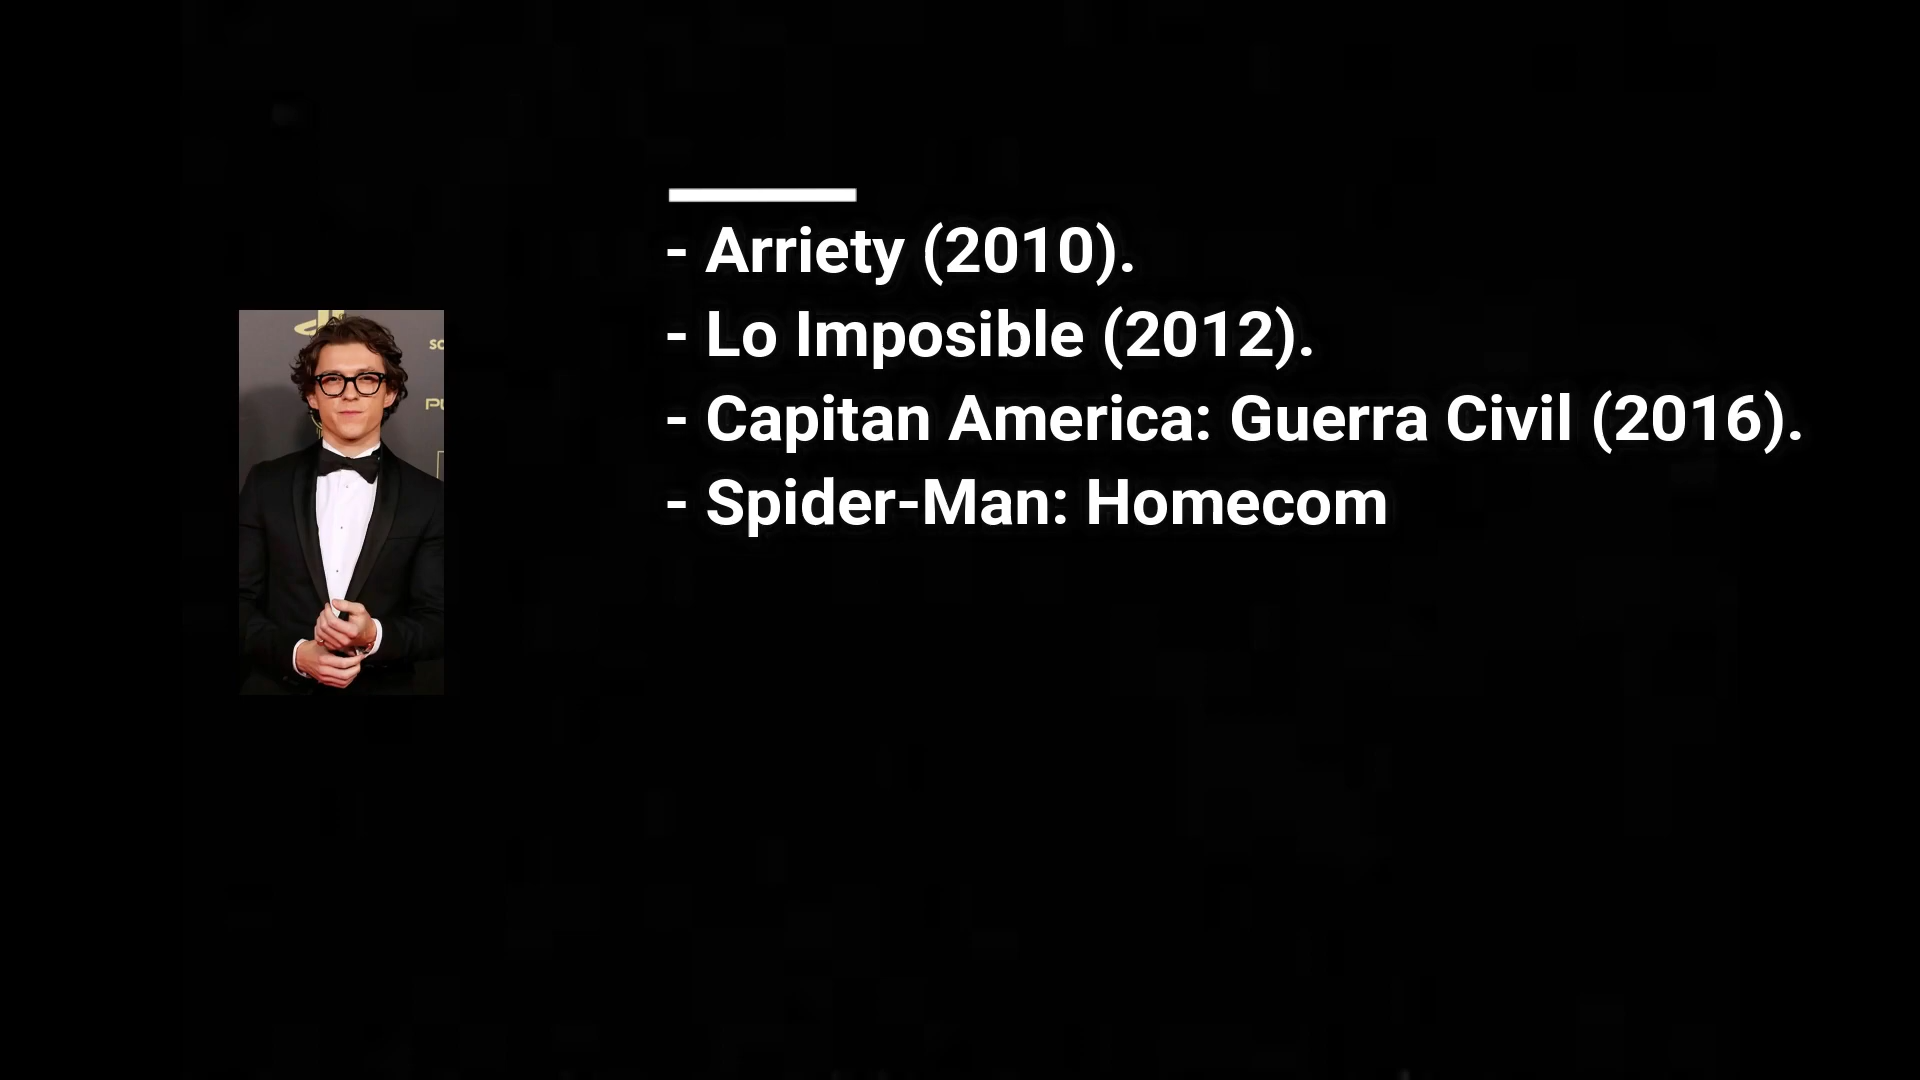 - Arriety (2010).
- Lo Imposible (2012).
- Capitan America: Guerra Civil (2016).
- Spider-Man: Homecom